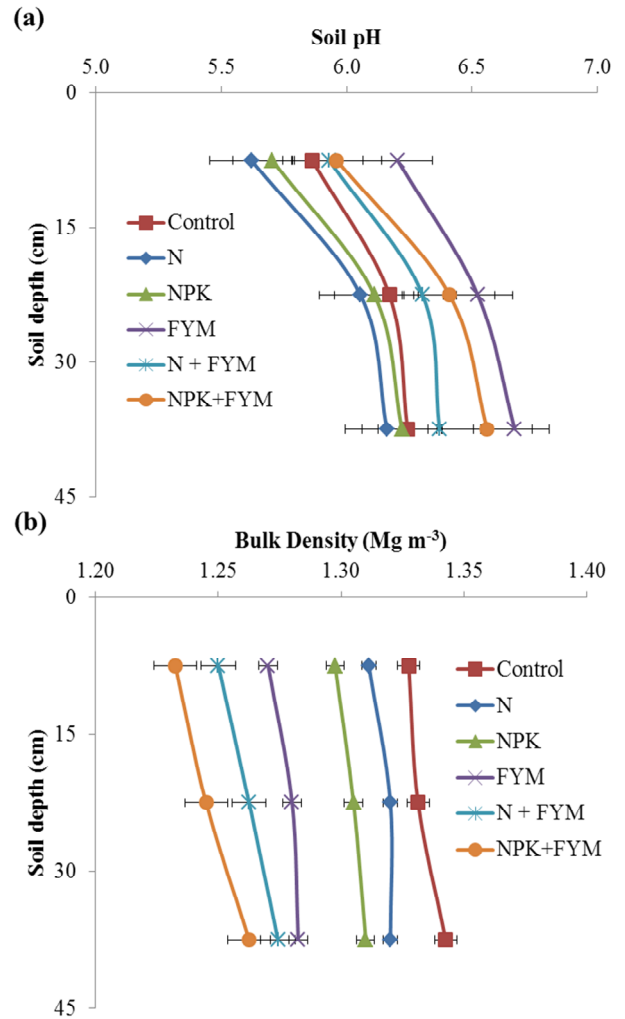 (a)
Soil pH
5.0 5.5 6.0 6.5 7.0
0
15
30
45
Soil depth (cm)
Control
N
NPK
FYM
N + FYM
NPK+FYM
(b)
Bulk Density (Mg m⁻³)
1.20 1.25 1.30 1.35 1.40
0
15
30
45
Soil depth (cm)
Control
N
NPK
FYM
N + FYM
NPK+FYM